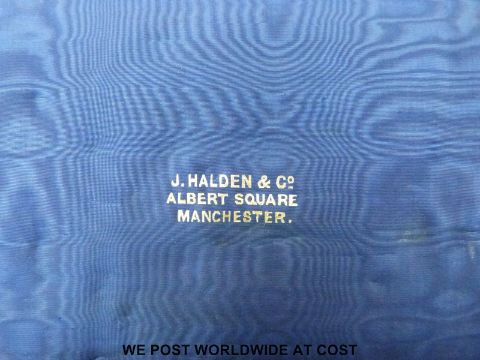 J. HALDEN & Cº
ALBERT SQUARE
MANCHESTER.
WE POST WORLDWIDE AT COST